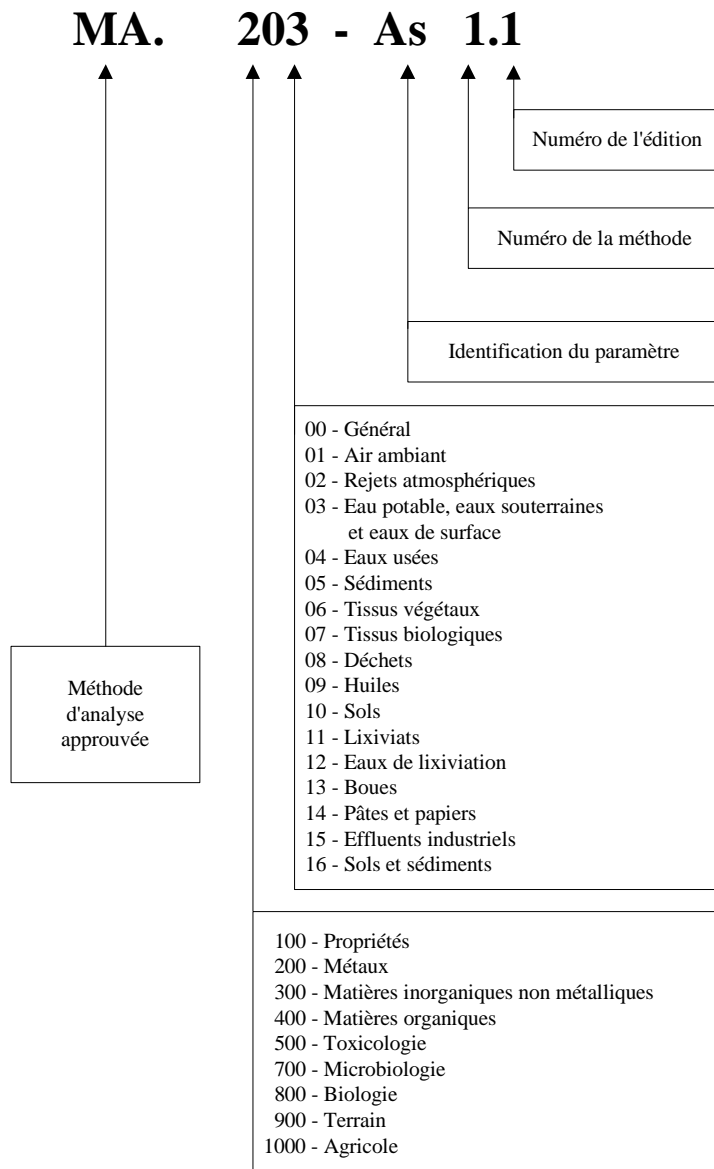 MA. 203 - As 1.1
Numéro de l'édition
Numéro de la méthode
Identification du paramètre
00 - Général
01 - Air ambiant
02 - Rejets atmosphériques
03 - Eau potable, eaux souterraines
et eaux de surface
04 - Eaux usées
05 - Sédiments
06 - Tissus végétaux
07 - Tissus biologiques
08 - Déchets
09 - Huiles
10 - Sols
11 - Lixiviats
12 - Eaux de lixiviation
13 - Boues
14 - Pâtes et papiers
15 - Effluents industriels
16 - Sols et sédiments
Méthode
d'analyse
approuvée
100 - Propriétés
200 - Métaux
300 - Matières inorganiques non métalliques
400 - Matières organiques
500 - Toxicologie
700 - Microbiologie
800 - Biologie
900 - Terrain
1000 - Agricole